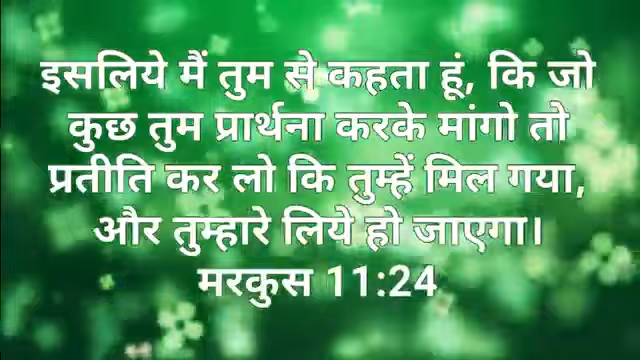 इसलिये मैं तुम से कहता हूं, कि जो
कुछ तुम प्रार्थना करके मांगो तो
प्रतीति कर लो कि तुम्हें मिल गया,
और तुम्हारे लिये हो जाएगा।
मरकुस 11:24